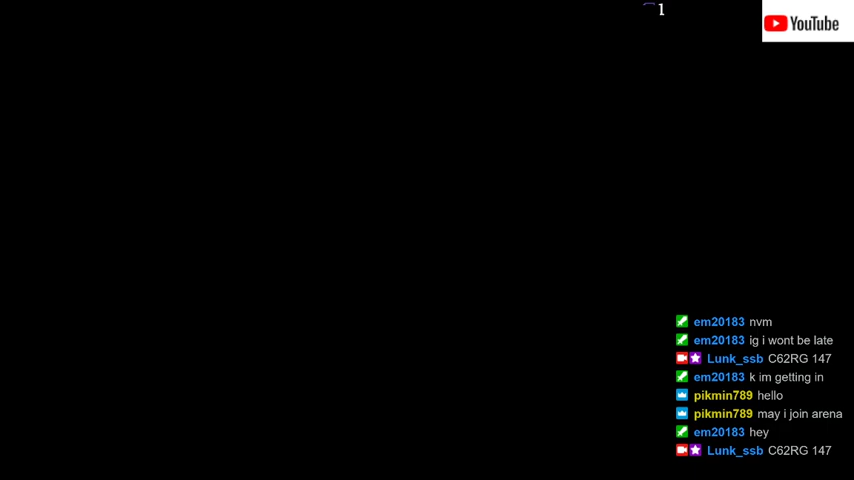 1
YouTube
em20183 nvm
em20183 ig i wont be late
Lunk_ssb C62RG 147
em20183 k im getting in
pikmin789 hello
pikmin789 may i join arena
em20183 hey
Lunk_ssb C62RG 147